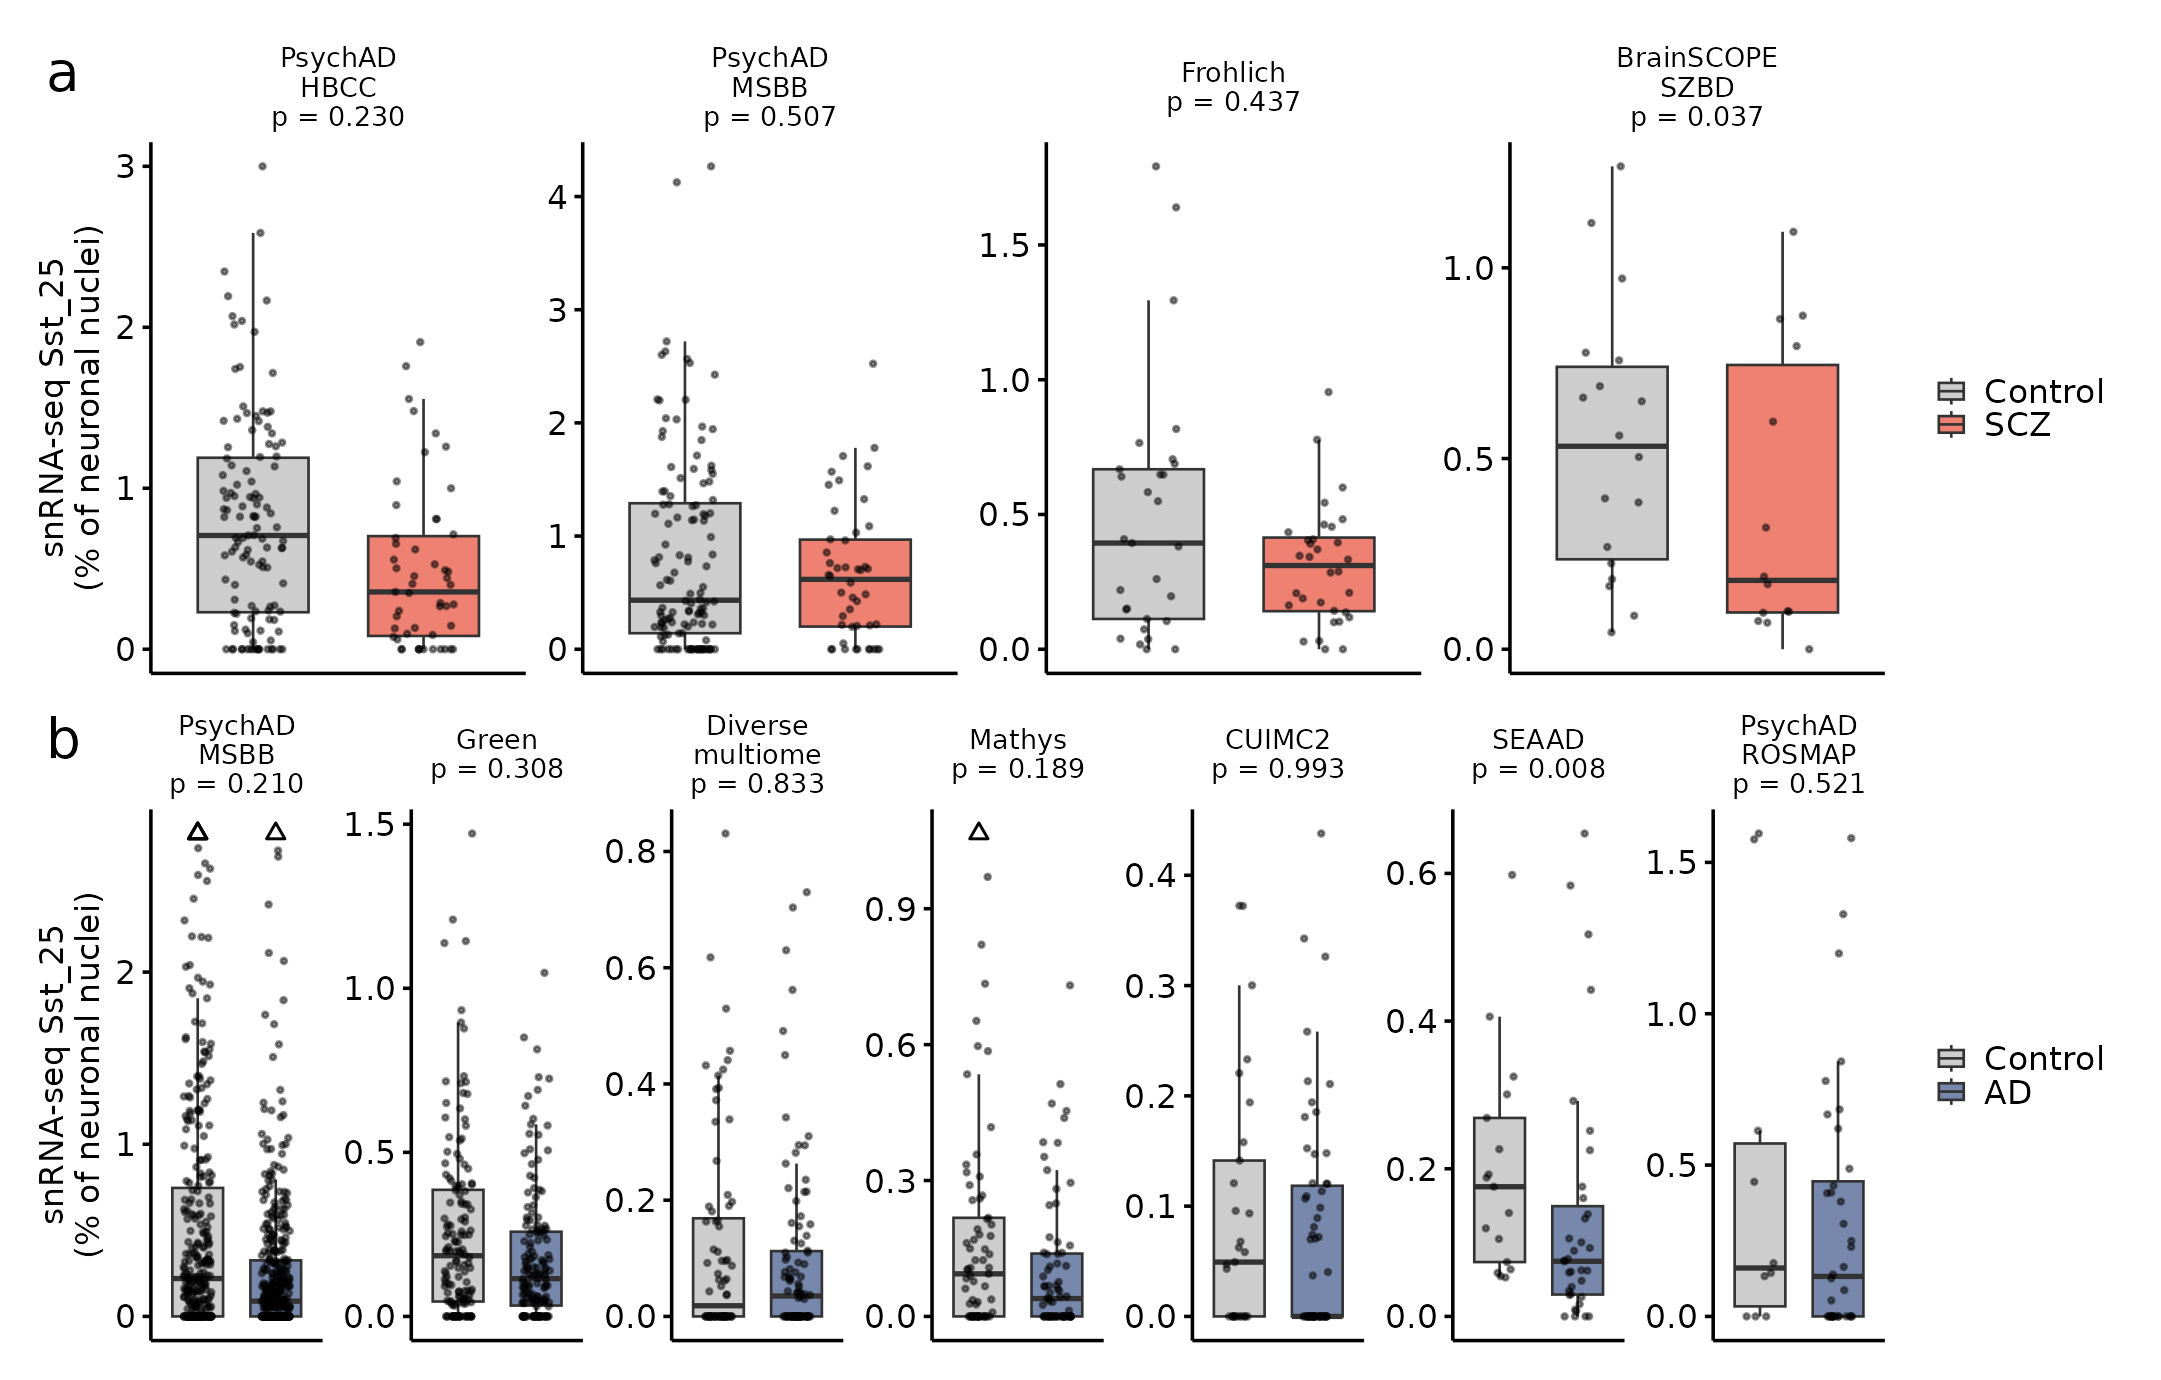 a
PsychAD
HBCC
p = 0.230
PsychAD
MSBB
p = 0.507
Frohlich
p = 0.437
BrainSCOPE
SZBD
p = 0.037
snRNA-seq Sst_25
(% of neuronal nuclei)
3
2
1
0
4
3
2
1
0
1.5
1.0
0.5
0.0
1.0
0.5
0.0
Control
SCZ
b
PsychAD
MSBB
p = 0.210
Green
p = 0.308
Diverse
multiome
p = 0.833
Mathys
p = 0.189
CUIMC2
p = 0.993
SEAAD
p = 0.008
PsychAD
ROSMAP
p = 0.521
snRNA-seq Sst_25
(% of neuronal nuclei)
2
1
0
1.5
1.0
0.5
0.0
0.8
0.6
0.4
0.2
0.0
0.9
0.6
0.3
0.0
0.4
0.3
0.2
0.1
0.0
0.6
0.4
0.2
0.0
1.5
1.0
0.5
0.0
Control
AD